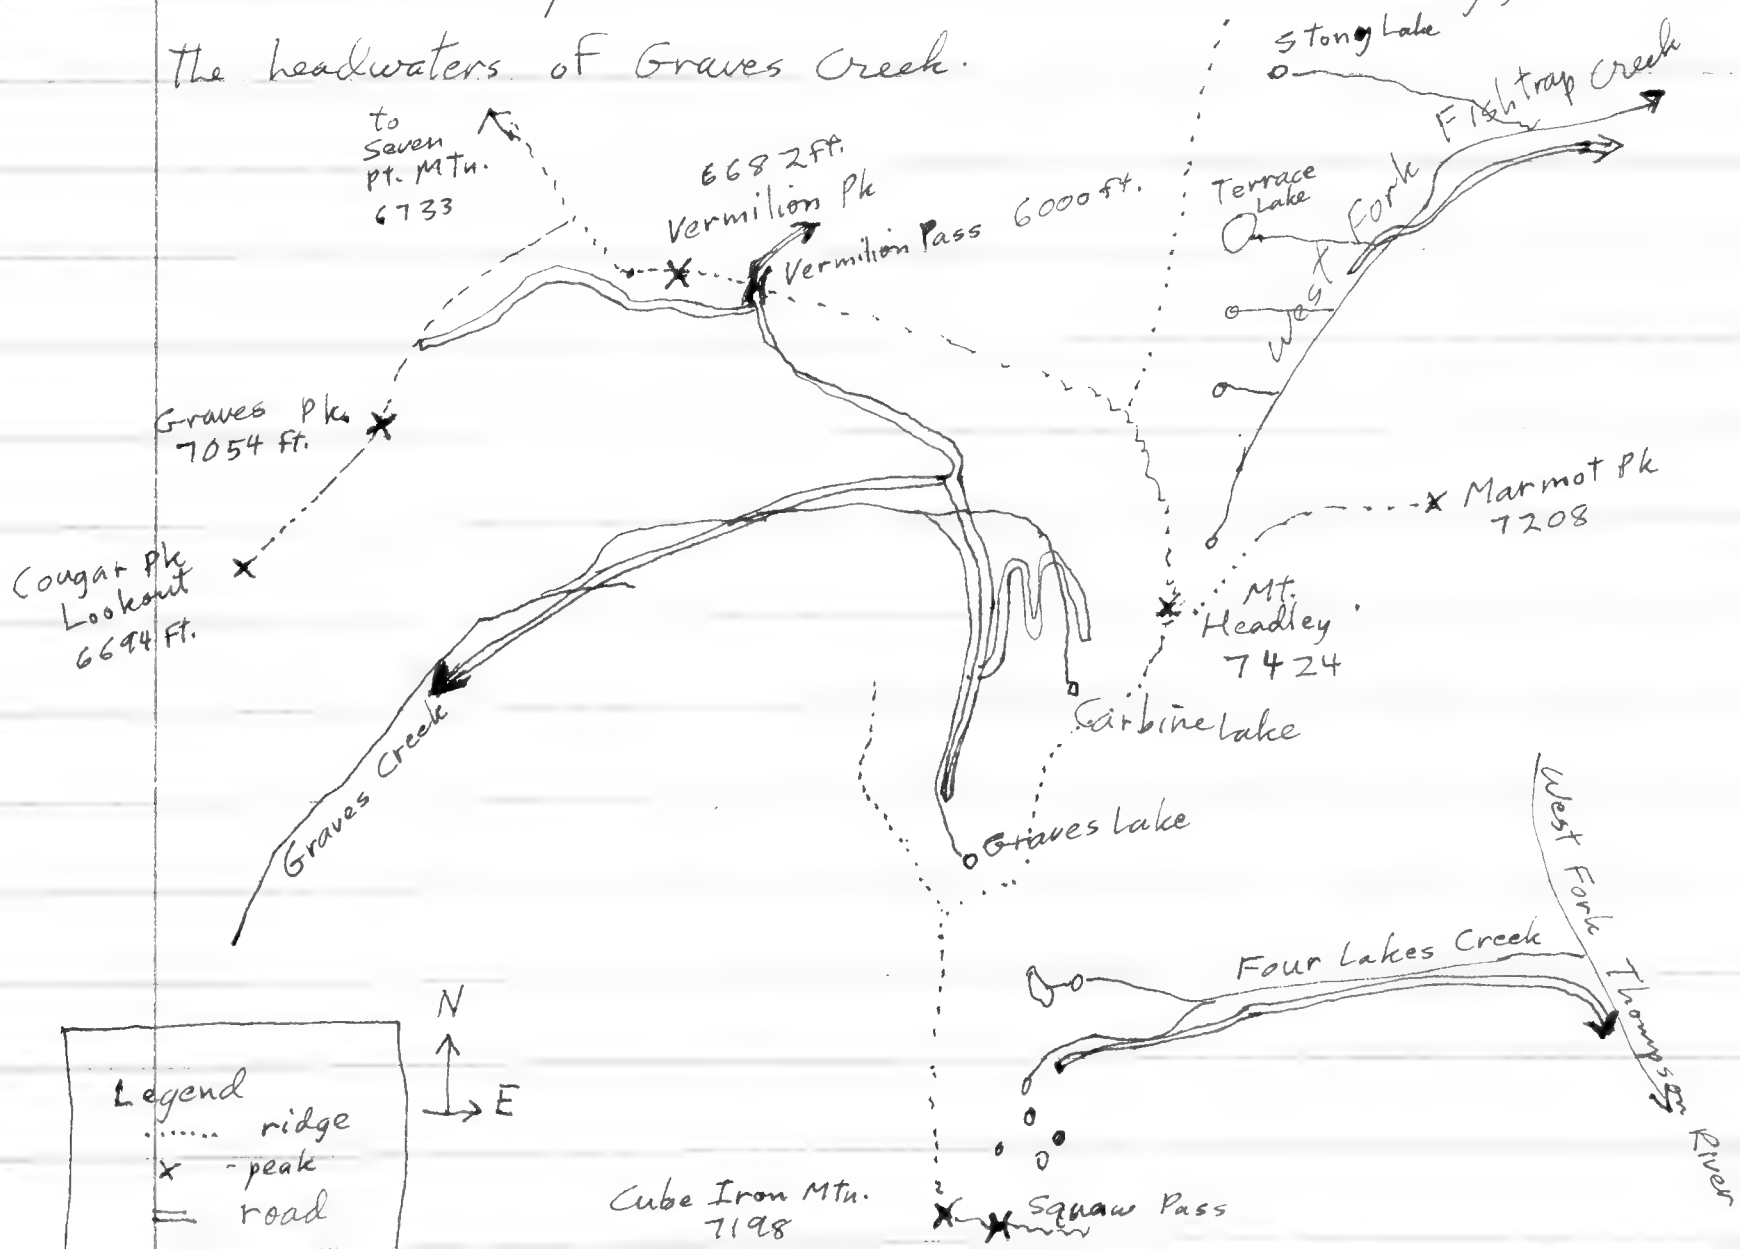 The headwaters of Graves Creek.
to
Seven
pt. Mtn.
6733
6682 ft.
Vermilion Pk
Vermilion Pass 6000 ft.
Stony Lake
West Fork Fishtrap Creek
Terrace
Lake
Graves Pk.
7054 ft.
Marmot Pk
7208
Cougar Pk
Lookout
6694 ft.
Mt.
Headley
7424
Carbine Lake
Graves Creek
Graves Lake
West Fork Thompson River
Four Lakes Creek
N
E
Legend
ridge
- peak
road
Cube Iron Mtn.
7198
Squaw Pass